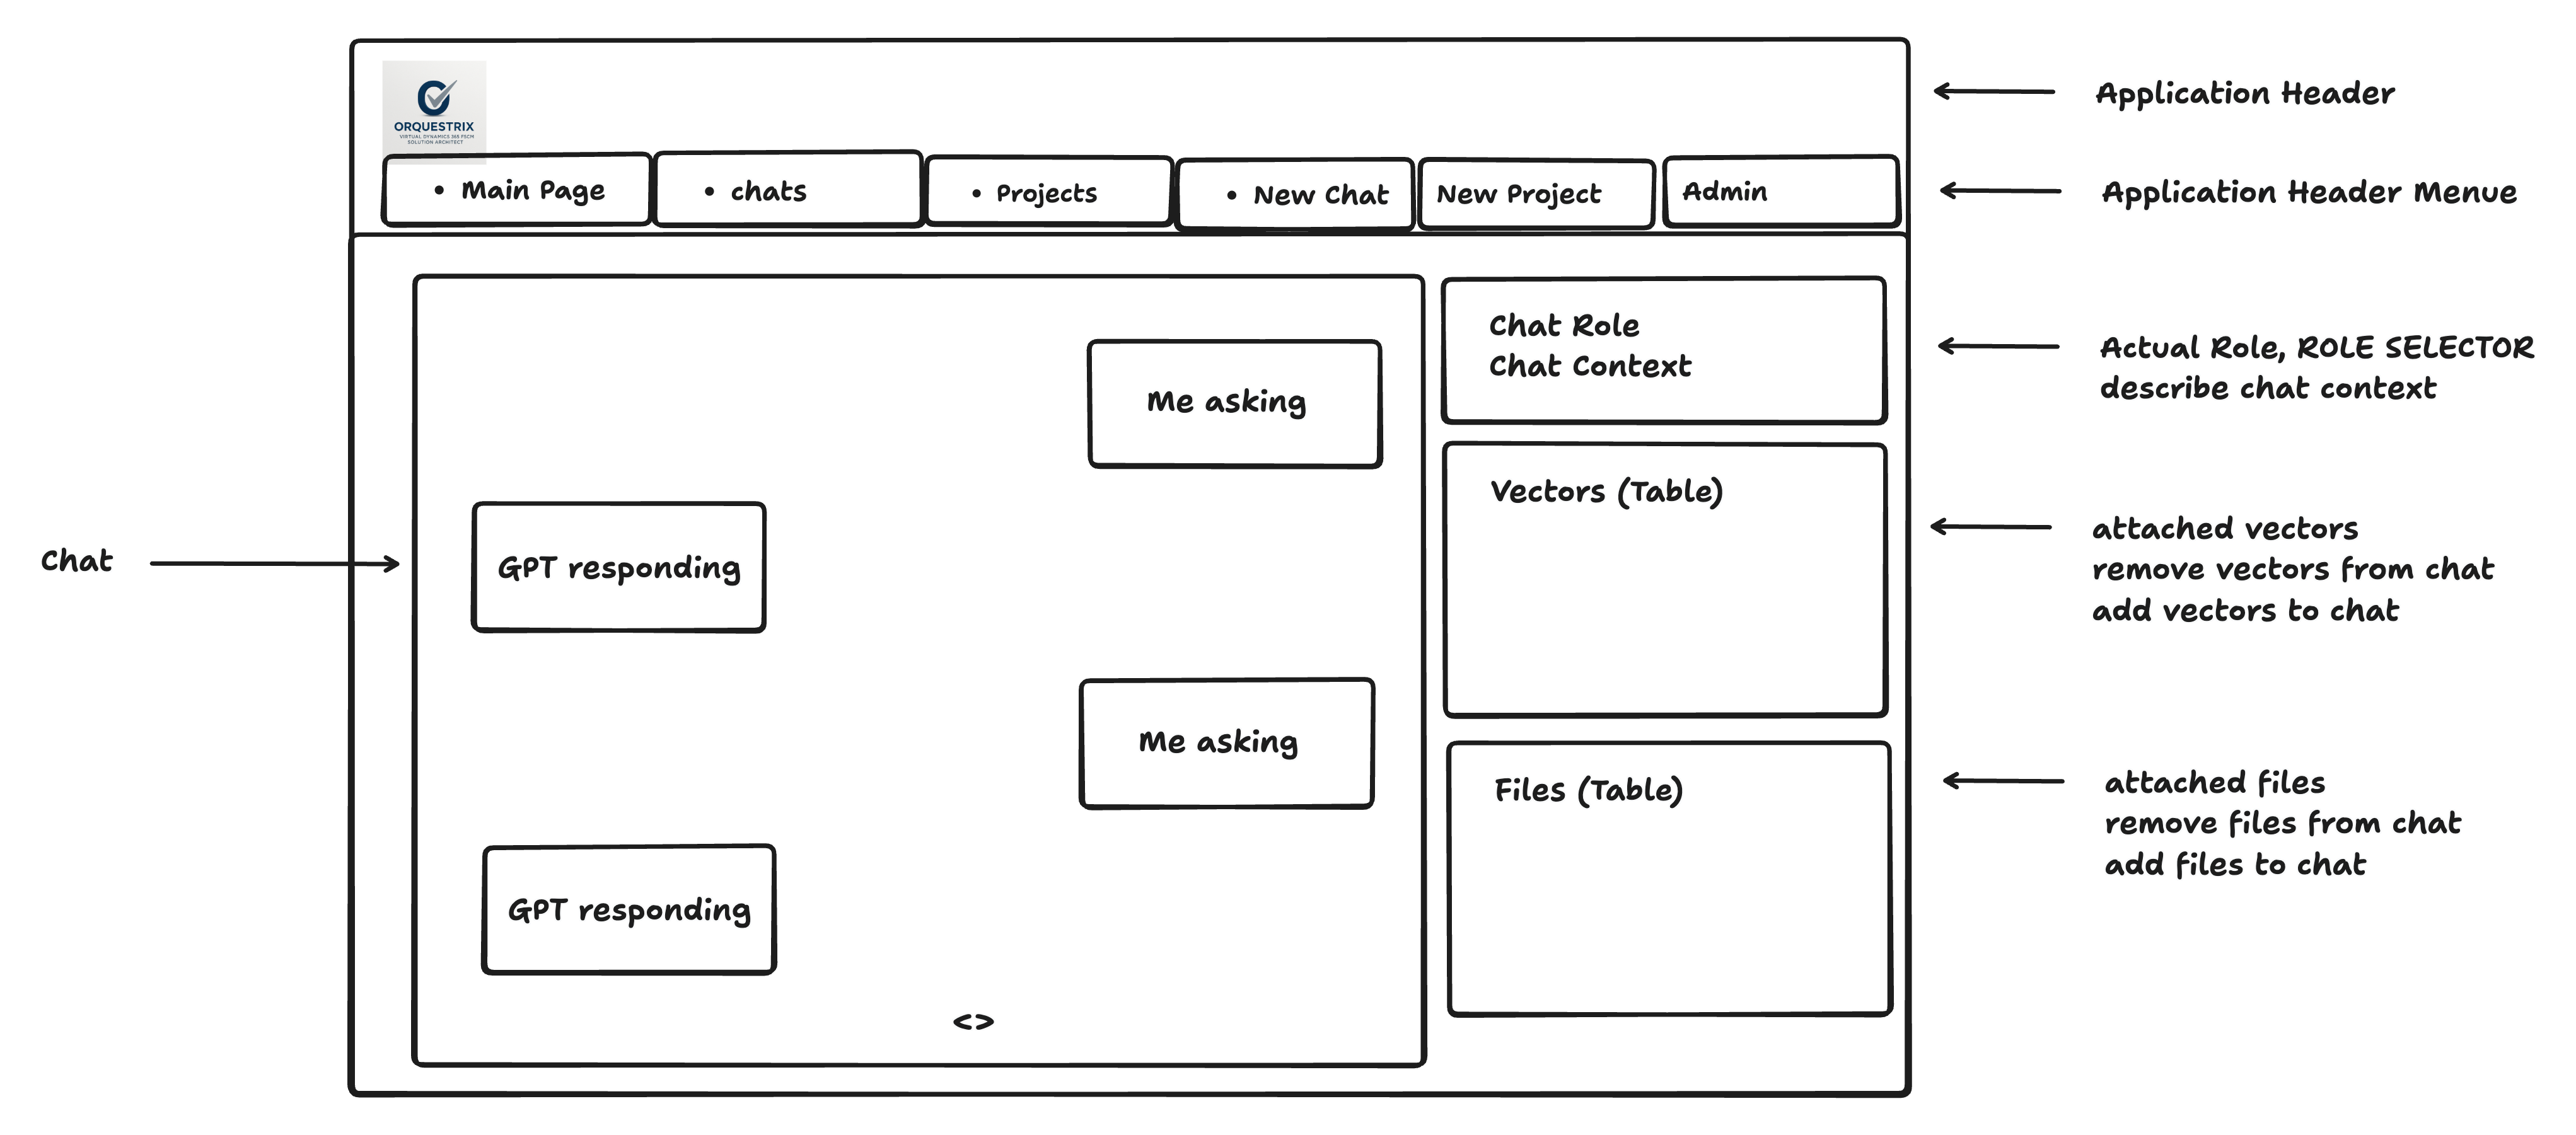 ORQUESTRIX
VIRTUAL DYNAMICS 365 FSCM
SOLUTION ARCHITECT
Application Header
• Main Page
• chats
• Projects
• New Chat
New Project
Admin
Application Header Menue
Chat Role
Chat Context
Actual Role, ROLE SELECTOR
describe chat context
Me asking
Vectors (Table)
attached vectors
remove vectors from chat
add vectors to chat
Chat
GPT responding
Me asking
Files (Table)
attached files
remove files from chat
add files to chat
GPT responding
<>